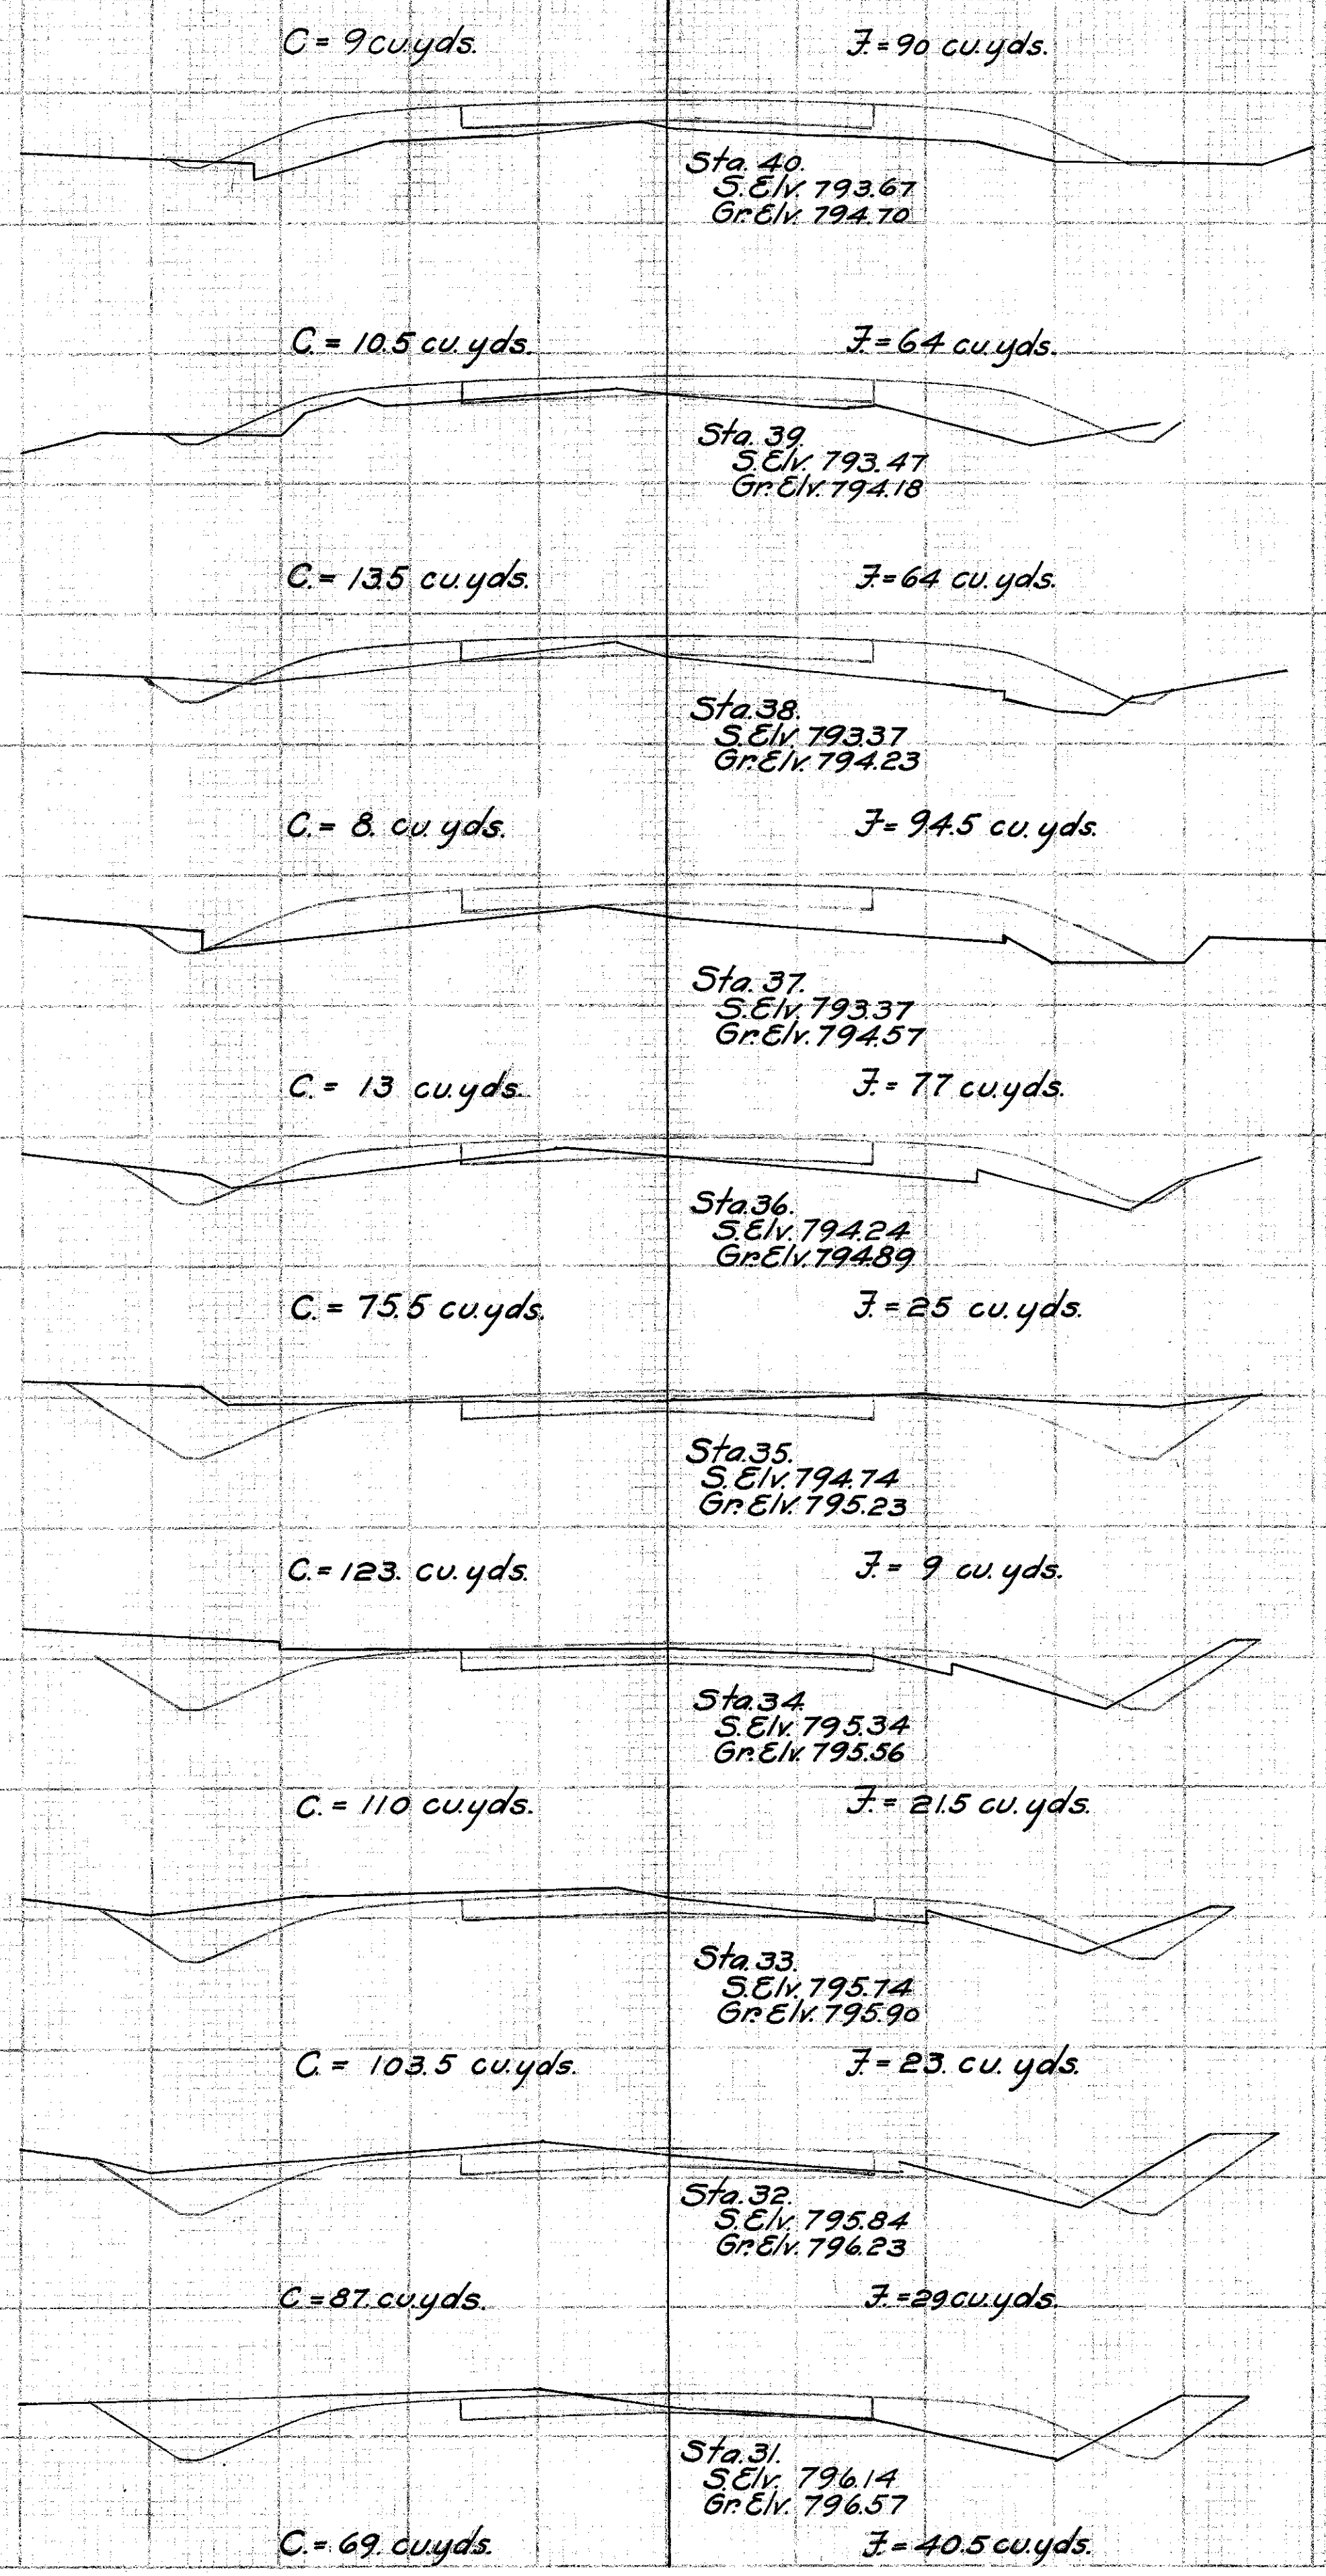 C = 9 cu.yds. F. = 90 cu.yds.
Sta. 40.
S.Elv. 793.67
Gr.Elv. 794.70
C. = 10.5 cu. yds. F. = 64 cu.yds.
Sta. 39.
S.Elv. 793.47
Gr.Elv. 794.18
C. = 13.5 cu.yds. F. = 64 cu.yds.
Sta. 38.
S.Elv. 793.37
Gr.Elv. 794.23
C. = 8. cu. yds. F. = 94.5 cu. yds.
Sta. 37.
S.Elv. 793.37
Gr.Elv. 794.57
C. = 13 cu.yds. F. = 77 cu.yds.
Sta. 36.
S.Elv. 794.24
Gr.Elv. 794.89
C. = 75.5 cu.yds. F. = 25 cu. yds.
Sta. 35.
S.Elv. 794.74
Gr.Elv. 795.23
C. = 123. cu. yds. F. = 9 cu. yds.
Sta. 34.
S.Elv. 795.34
Gr.Elv. 795.56
C. = 110 cu.yds. F. = 21.5 cu. yds.
Sta. 33.
S.Elv. 795.74
Gr.Elv. 795.90
C. = 103.5 cu.yds. F. = 23. cu. yds.
Sta. 32.
S.Elv. 795.84
Gr.Elv. 796.23
C = 87. cu.yds. F. = 29 cu.yds.
Sta. 31.
S.Elv. 796.14
Gr.Elv. 796.57
C. = 69. cu.yds. F. = 40.5 cu.yds.